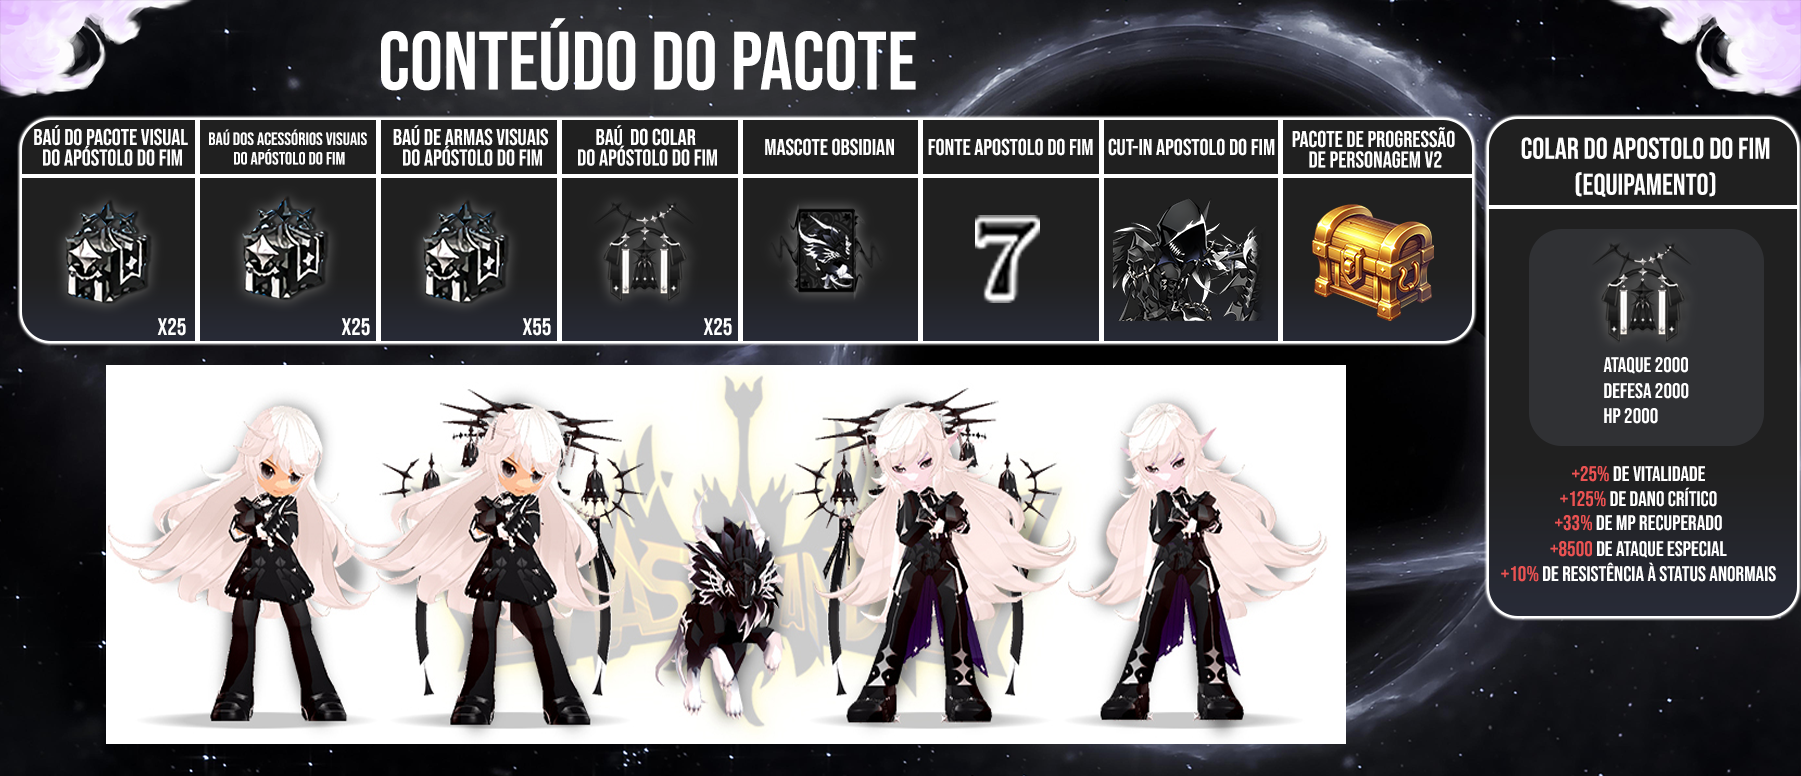 CONTEÚDO DO PACOTE
BAÚ DO PACOTE VISUAL
DO APÓSTOLO DO FIM
X25
BAÚ DOS ACESSÓRIOS VISUAIS
DO APÓSTOLO DO FIM
X25
BAÚ DE ARMAS VISUAIS
DO APÓSTOLO DO FIM
X55
BAÚ DO COLAR
DO APÓSTOLO DO FIM
X25
MASCOTE OBSIDIAN
FONTE APOSTOLO DO FIM
7
CUT-IN APOSTOLO DO FIM
PACOTE DE PROGRESSÃO
DE PERSONAGEM V2
COLAR DO APOSTOLO DO FIM
(EQUIPAMENTO)
ATAQUE 2000
DEFESA 2000
HP 2000
+25% DE VITALIDADE
+125% DE DANO CRÍTICO
+33% DE MP RECUPERADO
+8500 DE ATAQUE ESPECIAL
+10% DE RESISTÊNCIA À STATUS ANORMAIS